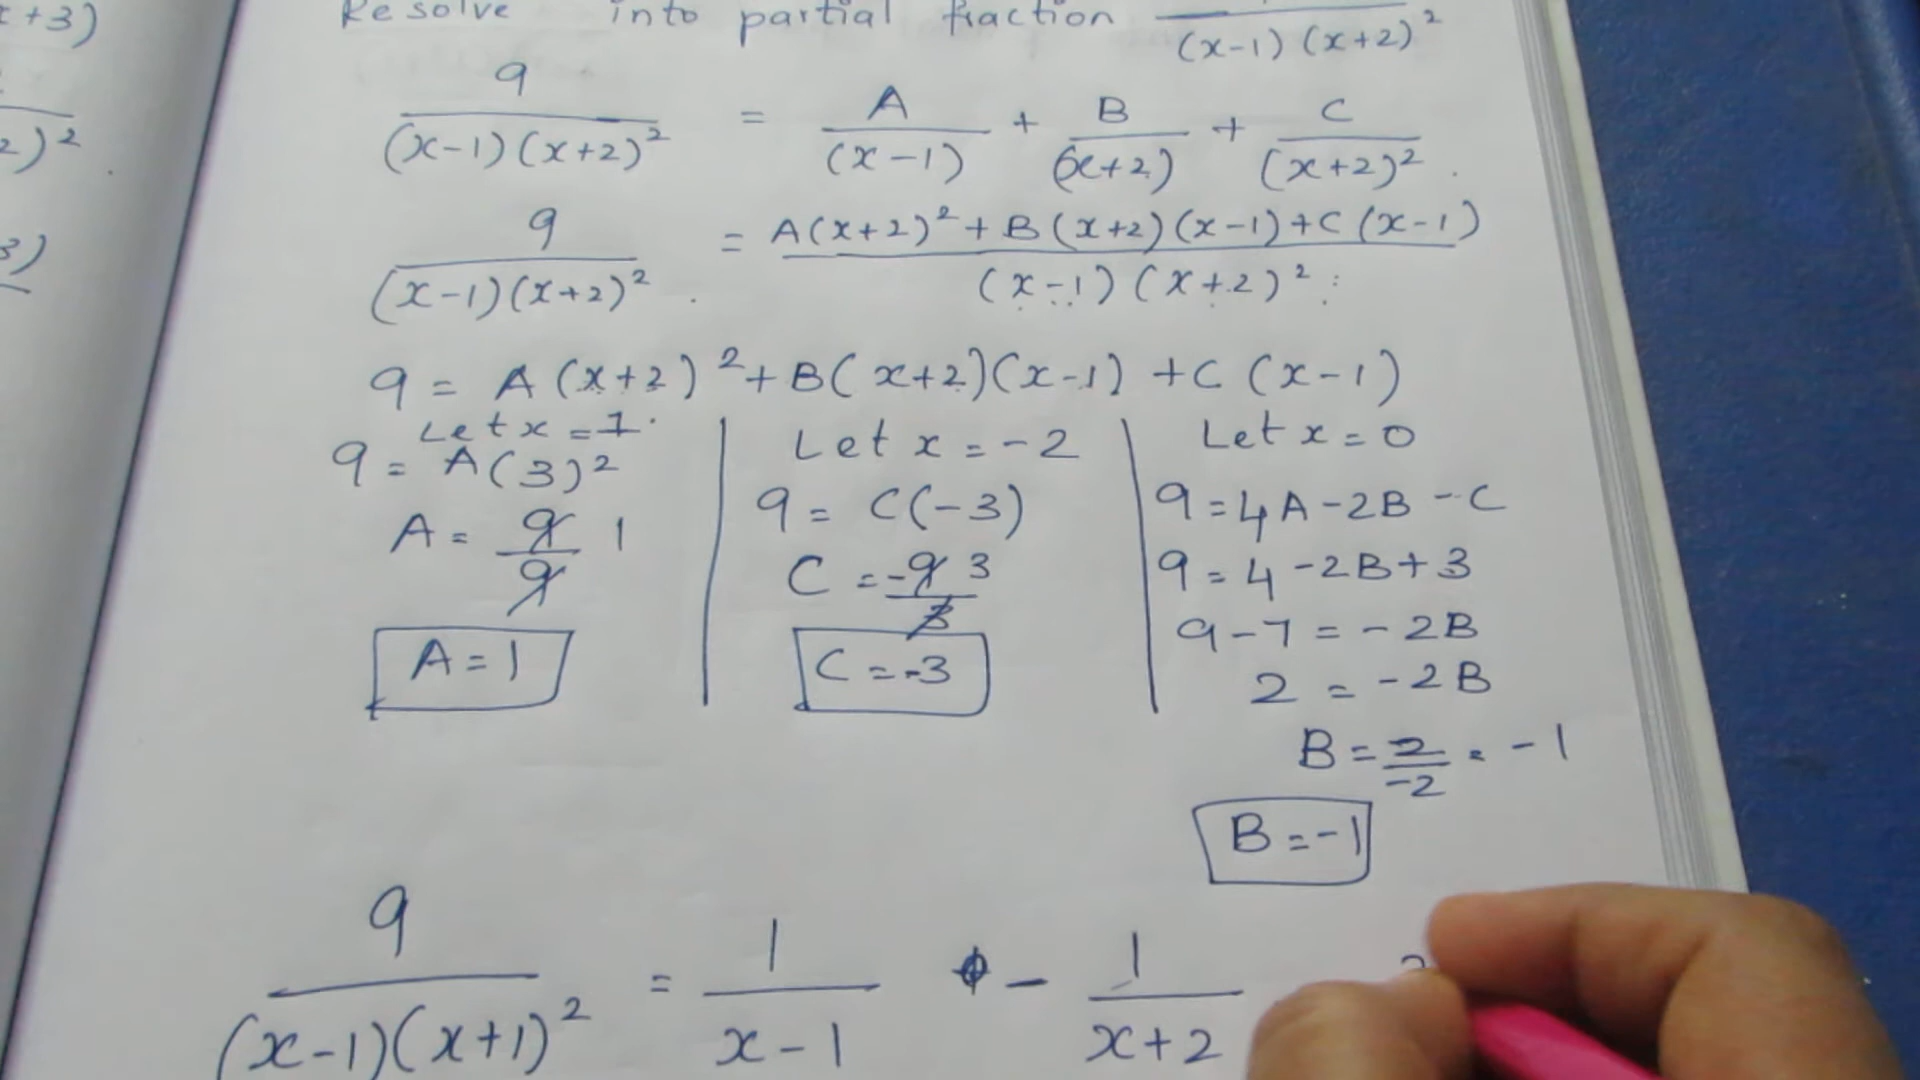 +3)
2)²
3)
Resolve into partial fraction ——— (x-1) (x+2)²
9/((x-1)(x+2)²) = A/(x-1) + B/(x+2) + C/(x+2)²
9/((x-1)(x+2)²) = (A(x+2)² + B(x+2)(x-1) + C(x-1))/((x-1)(x+2)²)
9 = A(x+2)² + B(x+2)(x-1) + C(x-1)
Let x = 1
9 = A(3)²
A = 9/9 1
A = 1
Let x = -2
9 = C(-3)
C = -9/3 3
C = -3
Let x = 0
9 = 4A - 2B - C
9 = 4 - 2B + 3
9 - 7 = -2B
2 = -2B
B = 2/-2 = -1
B = -1
9/((x-1)(x+1)²) = 1/(x-1) - 1/(x+2)